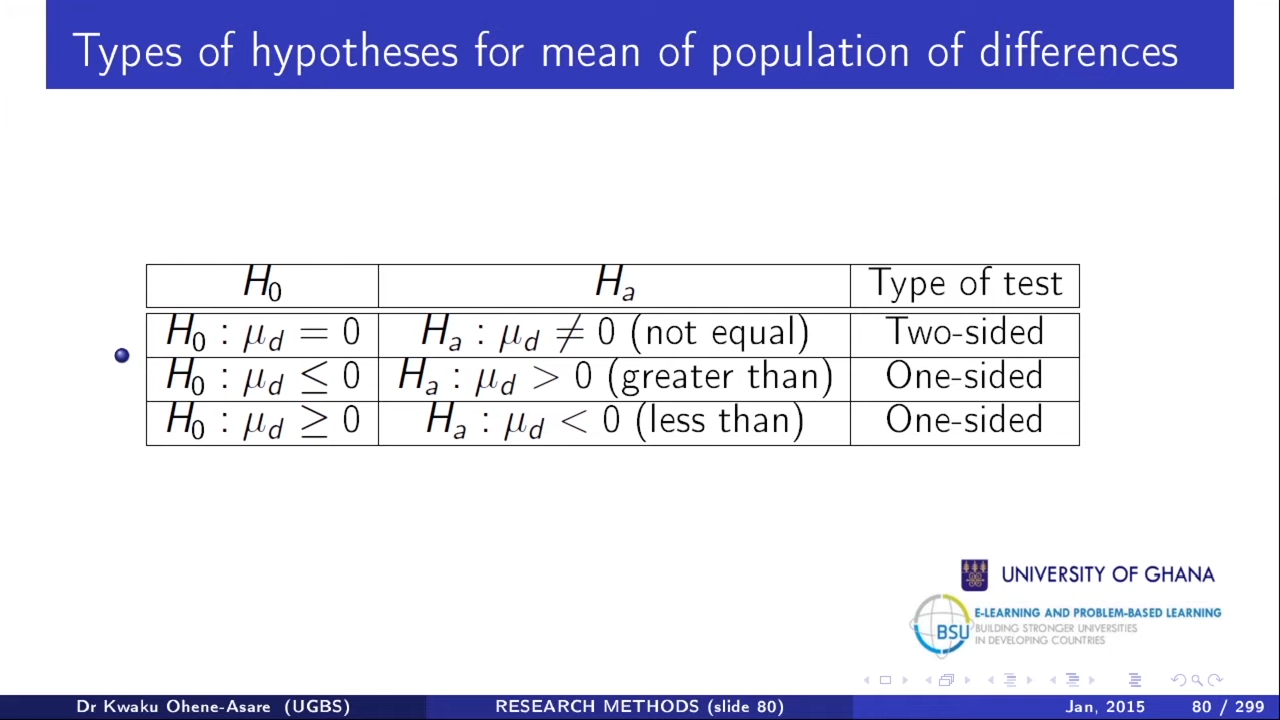 Types of hypotheses for mean of population of differences
H₀ Hₐ Type of test
H₀ : μ_d = 0 Hₐ : μ_d ≠ 0 (not equal) Two-sided
H₀ : μ_d ≤ 0 Hₐ : μ_d > 0 (greater than) One-sided
H₀ : μ_d ≥ 0 Hₐ : μ_d < 0 (less than) One-sided
UNIVERSITY OF GHANA
BSU
E-LEARNING AND PROBLEM-BASED LEARNING
BUILDING STRONGER UNIVERSITIES
IN DEVELOPING COUNTRIES
Dr Kwaku Ohene-Asare (UGBS) RESEARCH METHODS (slide 80) Jan, 2015 80 / 299